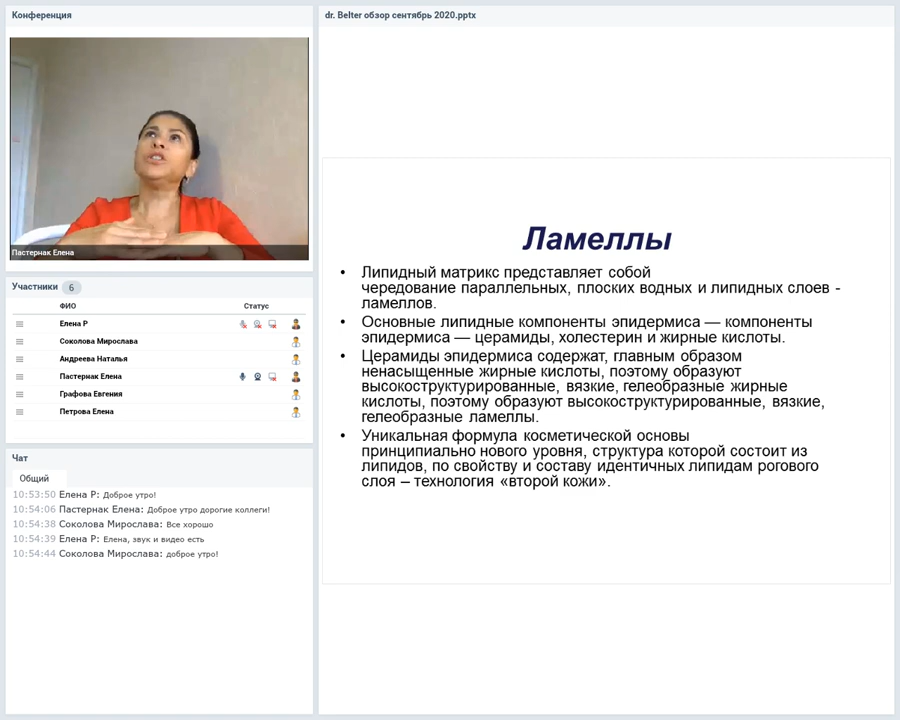 Конференция
Пастернак Елена
Участники 6
ФИО Статус
Елена Р
Соколова Мирослава
Андреева Наталья
Пастернак Елена
Графова Евгения
Петрова Елена
Чат
Общий
10:53:50 Елена Р: Доброе утро!
10:54:06 Пастернак Елена: Доброе утро дорогие коллеги!
10:54:38 Соколова Мирослава: Все хорошо
10:54:39 Елена Р: Елена, звук и видео есть
10:54:44 Соколова Мирослава: доброе утро!
dr. Belter обзор сентябрь 2020.pptx
Ламеллы
• Липидный матрикс представляет собой
чередование параллельных, плоских водных и липидных слоев -
ламеллов.
• Основные липидные компоненты эпидермиса — компоненты
эпидермиса — церамиды, холестерин и жирные кислоты.
• Церамиды эпидермиса содержат, главным образом
ненасыщенные жирные кислоты, поэтому образуют
высокоструктурированные, вязкие, гелеобразные жирные
кислоты, поэтому образуют высокоструктурированные, вязкие,
гелеобразные ламеллы.
• Уникальная формула косметической основы
принципиально нового уровня, структура которой состоит из
липидов, по свойству и составу идентичных липидам рогового
слоя – технология «второй кожи».